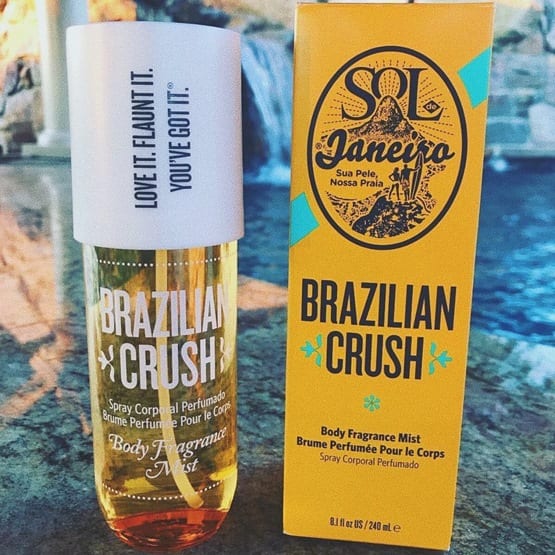 LOVE IT. FLAUNT IT.
YOU'VE GOT IT.®
BRAZILIAN
CRUSH
Spray Corporal Perfumado
Brume Perfumée Pour le Corps
Body Fragrance
Mist
SOL
de
Janeiro
Sua Pele,
Nossa Praia
BRAZILIAN
CRUSH
Body Fragrance Mist
Brume Perfumée Pour le Corps
Spray Corporal Perfumado
8.1 fl oz US / 240 mL ℮